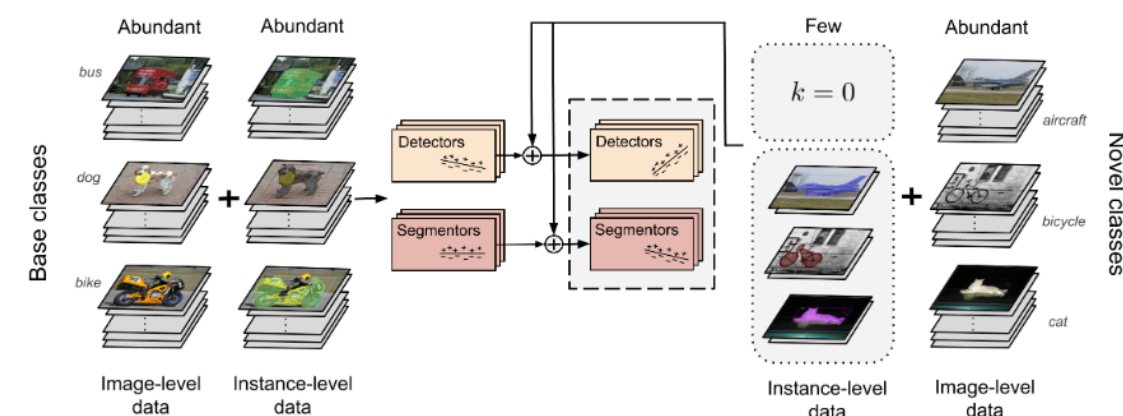 Abundant
Abundant
Few
Abundant
bus
k = 0
aircraft
Detectors
Detectors
dog
Base classes
Novel classes
Segmentors
Segmentors
bicycle
bike
cat
Image-level
data
Instance-level
data
Instance-level
data
Image-level
data